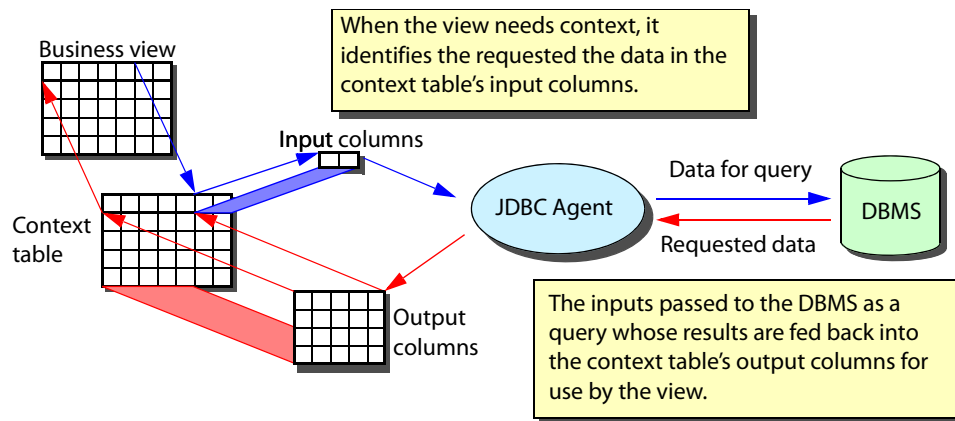 When the view needs context, it
identifies the requested the data in the
context table's input columns.
Business view
Input columns
Data for query
JDBC Agent
DBMS
Requested data
Context
table
Output
columns
The inputs passed to the DBMS as a
query whose results are fed back into
the context table's output columns for
use by the view.